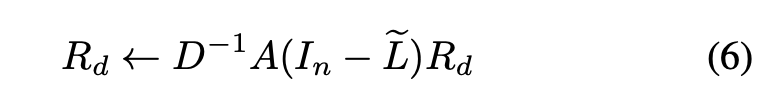 R_d ← D^{-1}A(I_n − \widetilde{L})R_d (6)